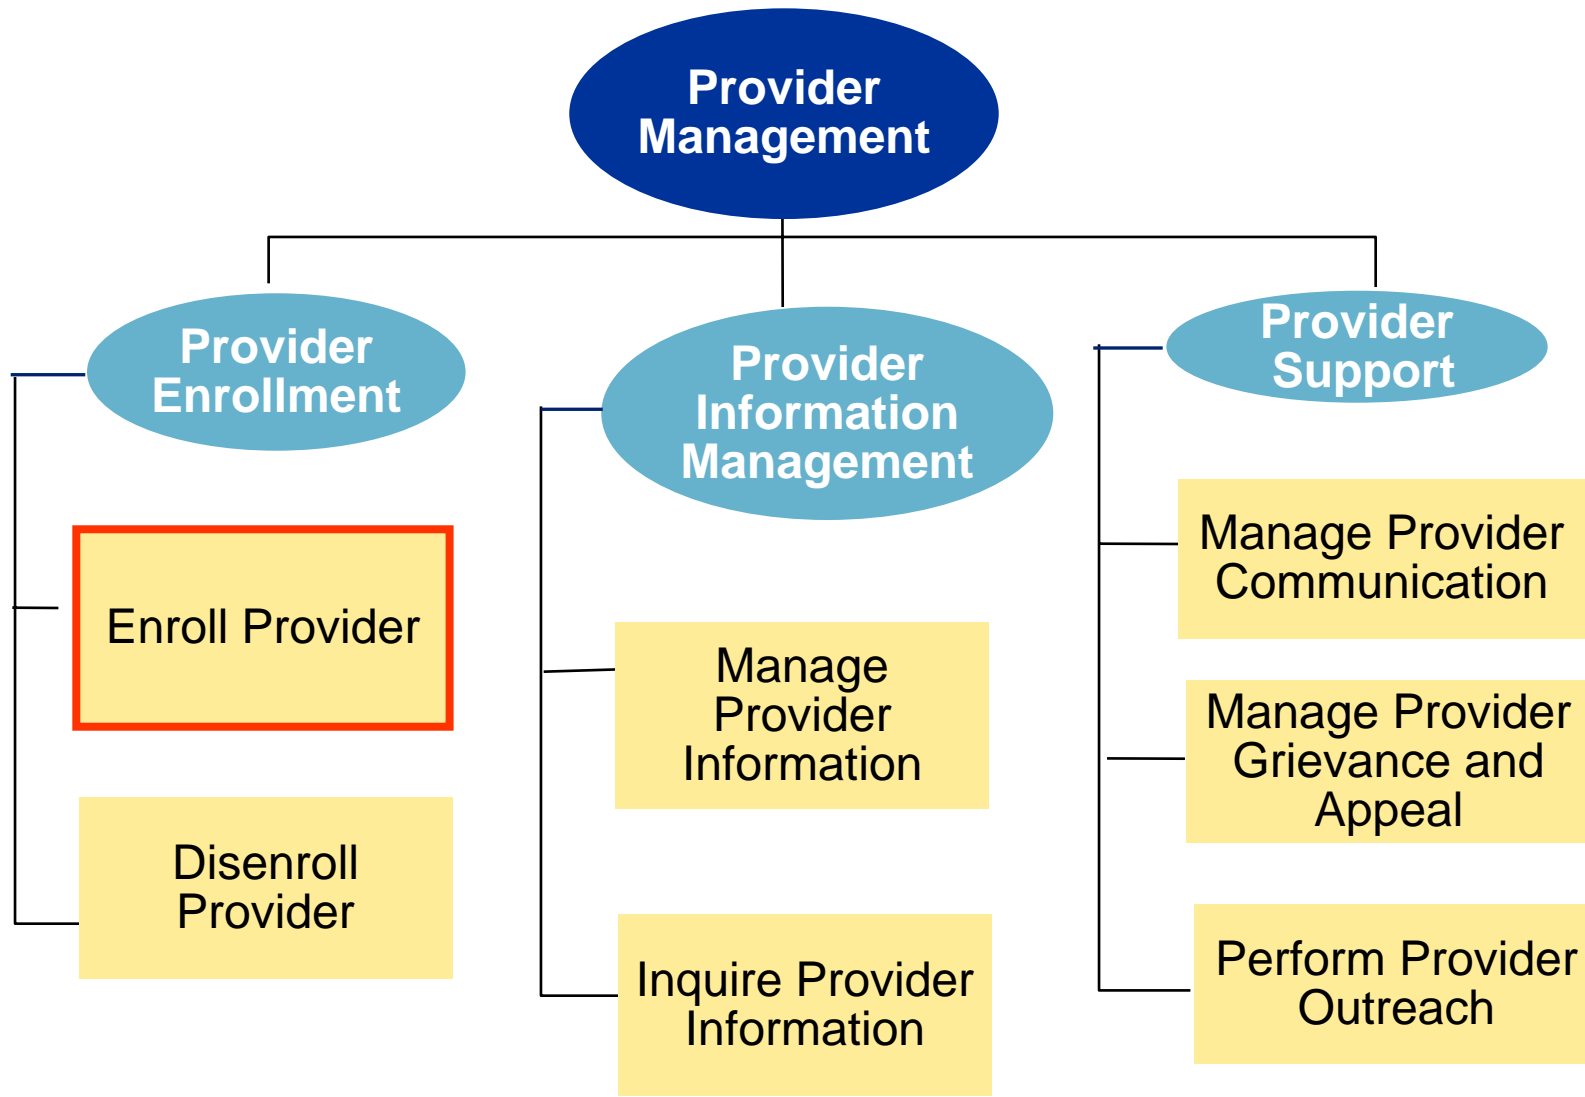 Provider
Management
Provider
Enrollment
Provider
Information
Management
Provider
Support
Enroll Provider
Disenroll
Provider
Manage
Provider
Information
Inquire Provider
Information
Manage Provider
Communication
Manage Provider
Grievance and
Appeal
Perform Provider
Outreach